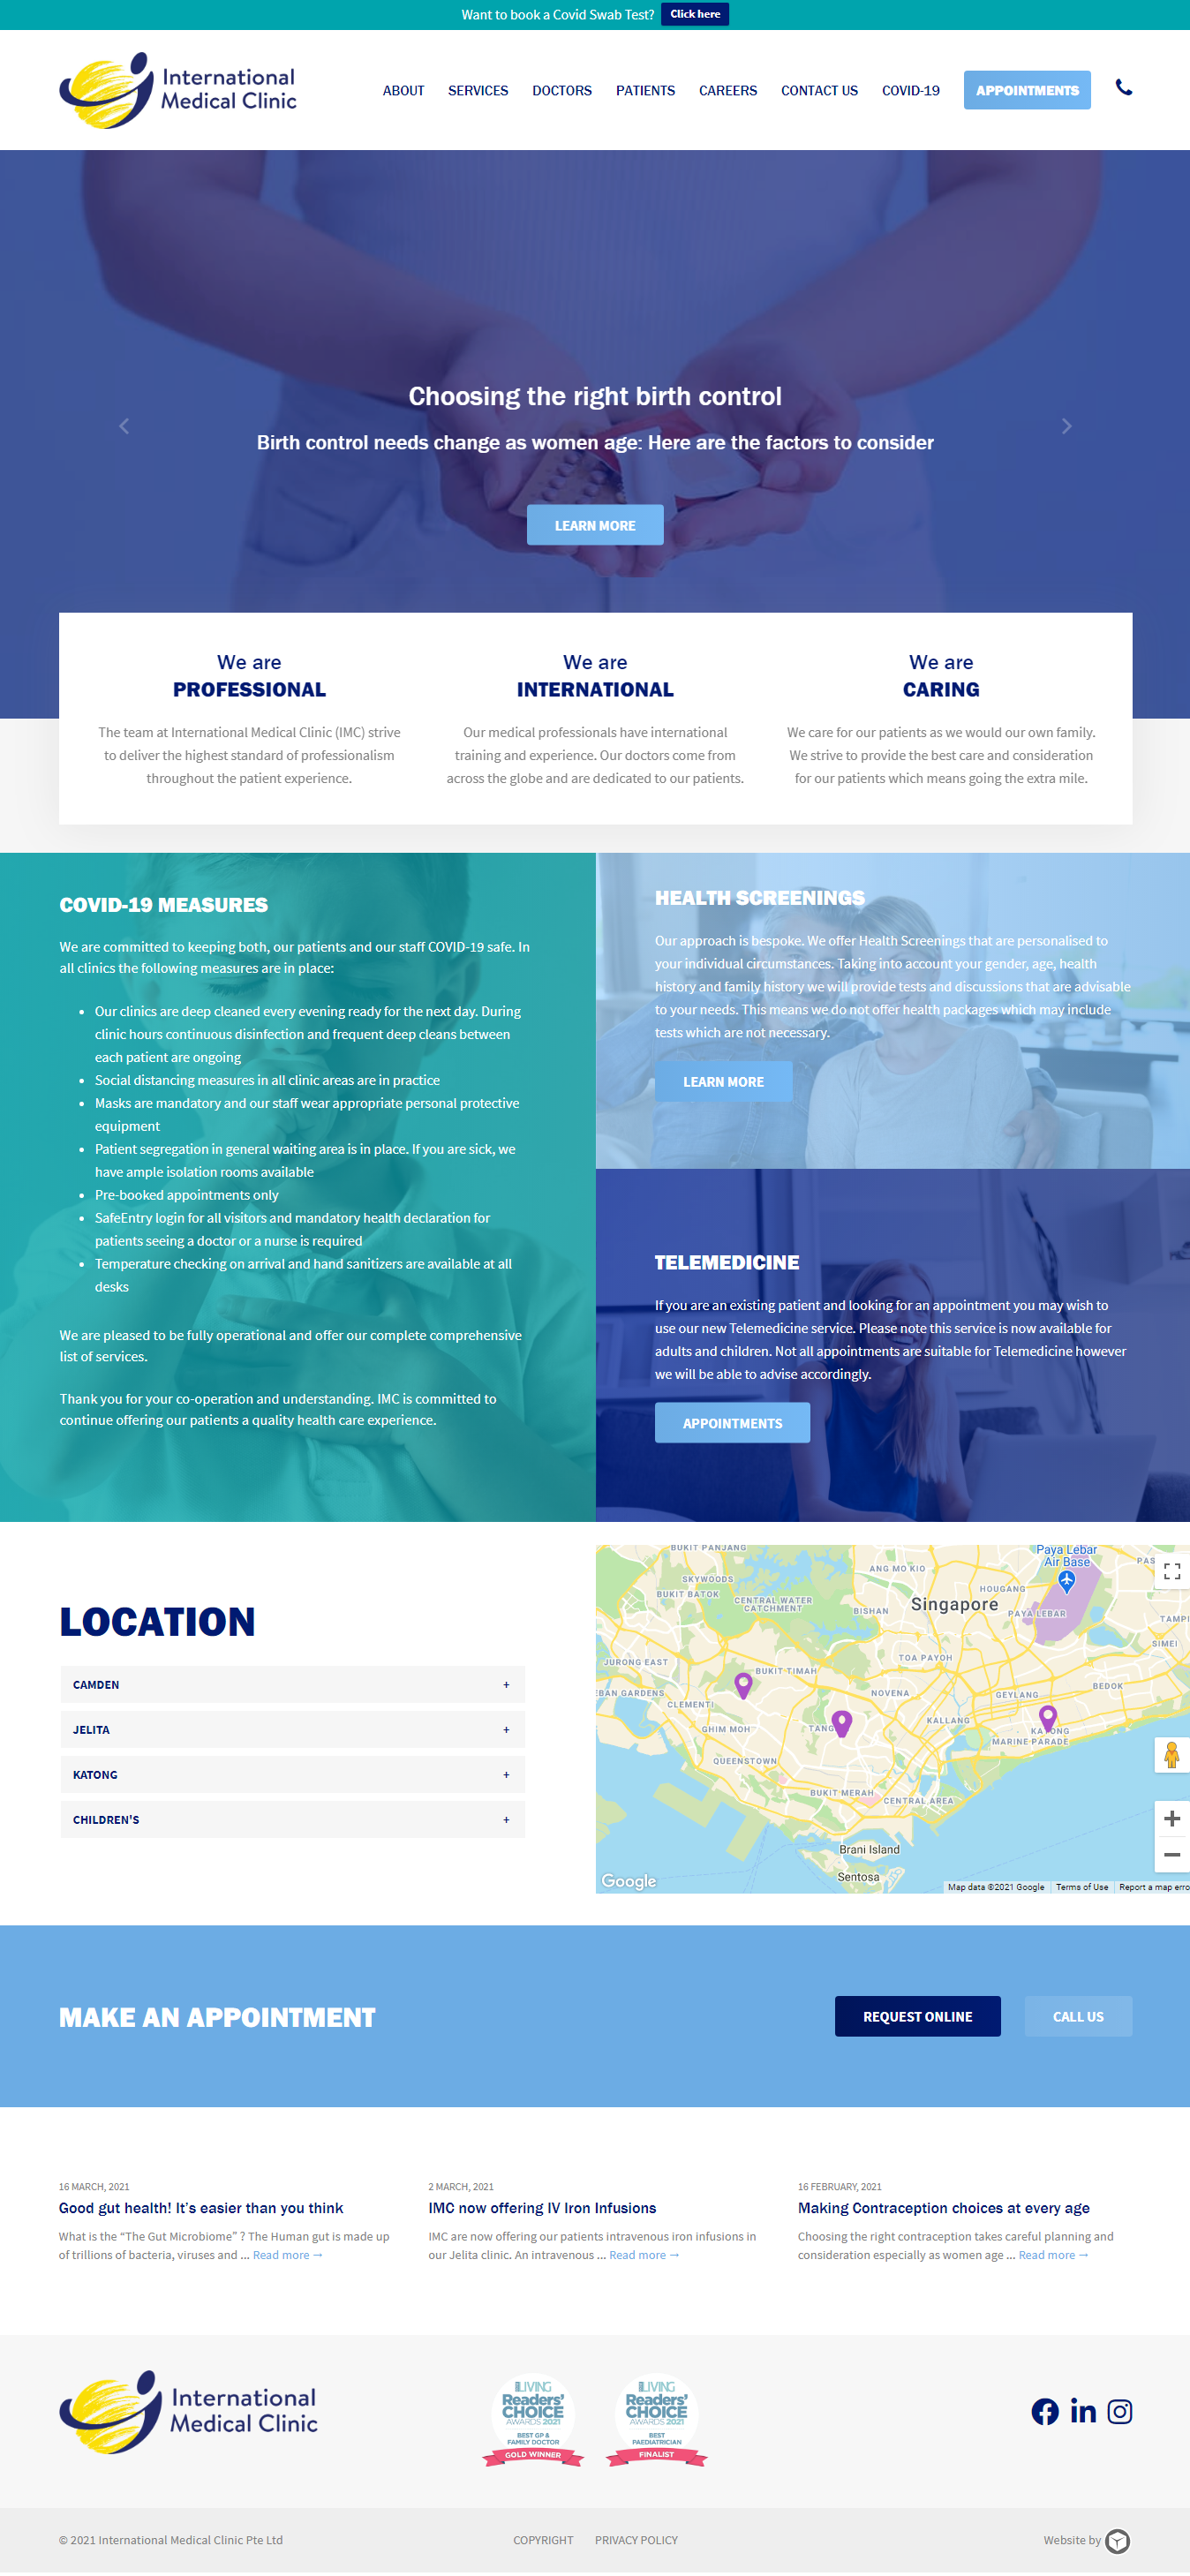 Want to book a Covid Swab Test? Click here
International
Medical Clinic
ABOUT SERVICES DOCTORS PATIENTS CAREERS CONTACT US COVID-19 APPOINTMENTS
Choosing the right birth control
Birth control needs change as women age: Here are the factors to consider
LEARN MORE
We are
PROFESSIONAL
The team at International Medical Clinic (IMC) strive
to deliver the highest standard of professionalism
throughout the patient experience.
We are
INTERNATIONAL
Our medical professionals have international
training and experience. Our doctors come from
across the globe and are dedicated to our patients.
We are
CARING
We care for our patients as we would our own family.
We strive to provide the best care and consideration
for our patients which means going the extra mile.
COVID-19 MEASURES
We are committed to keeping both, our patients and our staff COVID-19 safe. In
all clinics the following measures are in place:
• Our clinics are deep cleaned every evening ready for the next day. During
clinic hours continuous disinfection and frequent deep cleans between
each patient are ongoing
• Social distancing measures in all clinic areas are in practice
• Masks are mandatory and our staff wear appropriate personal protective
equipment
• Patient segregation in general waiting area is in place. If you are sick, we
have ample isolation rooms available
• Pre-booked appointments only
• SafeEntry login for all visitors and mandatory health declaration for
patients seeing a doctor or a nurse is required
• Temperature checking on arrival and hand sanitizers are available at all
desks
We are pleased to be fully operational and offer our complete comprehensive
list of services.
Thank you for your co-operation and understanding. IMC is committed to
continue offering our patients a quality health care experience.
HEALTH SCREENINGS
Our approach is bespoke. We offer Health Screenings that are personalised to
your individual circumstances. Taking into account your gender, age, health
history and family history we will provide tests and discussions that are advisable
to your needs. This means we do not offer health packages which may include
tests which are not necessary.
LEARN MORE
TELEMEDICINE
If you are an existing patient and looking for an appointment you may wish to
use our new Telemedicine service. Please note this service is now available for
adults and children. Not all appointments are suitable for Telemedicine however
we will be able to advise accordingly.
APPOINTMENTS
LOCATION
CAMDEN +
JELITA +
KATONG +
CHILDREN'S +
BUKIT PANJANG
Paya Lebar
Air Base
PAS
ANG MO KIO
SKYWOODS
HOUGANG
BUKIT BATOK
CENTRAL WATER
CATCHMENT
BISHAN
Singapore
PAYA LEBAR
TAMPI
SIMEI
TOA PAYOH
JURONG EAST
BUKIT TIMAH
BEDOK
EBAN GARDENS
NOVENA
GEYLANG
CLEMENTI
KALLANG
GHIM MOH
TANG
KATONG
MARINE PARADE
QUEENSTOWN
BUKIT MERAH
CENTRAL AREA
Brani Island
Sentosa
Google
Map data ©2021 Google Terms of Use Report a map erro
MAKE AN APPOINTMENT
REQUEST ONLINE CALL US
16 MARCH, 2021
Good gut health! It's easier than you think
What is the “The Gut Microbiome” ? The Human gut is made up
of trillions of bacteria, viruses and ... Read more →
2 MARCH, 2021
IMC now offering IV Iron Infusions
IMC are now offering our patients intravenous iron infusions in
our Jelita clinic. An intravenous ... Read more →
16 FEBRUARY, 2021
Making Contraception choices at every age
Choosing the right contraception takes careful planning and
consideration especially as women age ... Read more →
International
Medical Clinic
LIVING
Readers'
CHOICE
AWARDS 2021
BEST GP &
FAMILY DOCTOR
GOLD WINNER
LIVING
Readers'
CHOICE
AWARDS 2021
BEST
PAEDIATRICIAN
FINALIST
© 2021 International Medical Clinic Pte Ltd
COPYRIGHT PRIVACY POLICY
Website by